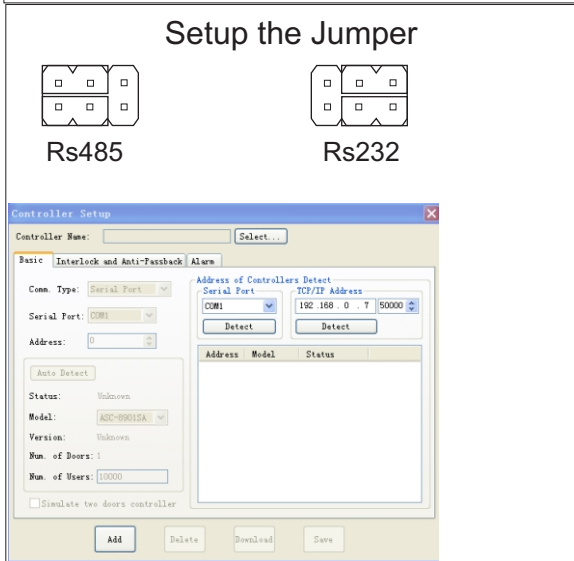 Setup the Jumper
Rs485 Rs232
Controller Setup
Controller Name: Select...
Basic Interlock and Anti-Passback Alarm
Comm. Type: Serial Port
Serial Port: COM1
Address: 0
Auto Detect
Status: Unknown
Model: ASC-8901SA
Version: Unknown
Num. of Doors: 1
Num. of Users: 10000
Simulate two doors controller
Address of Controllers Detect
Serial Port TCP/IP Address
COM1 192 .168 . 0 . 7 50000
Detect Detect
Address Model Status
Add Delete Download Save